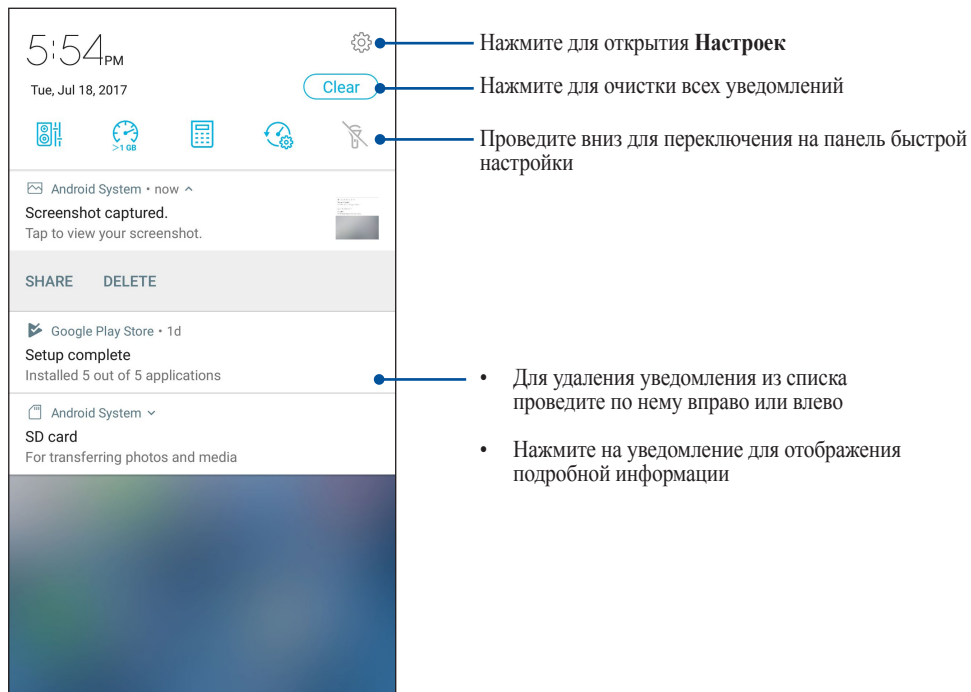 5:54PM
Нажмите для открытия Настроек
Tue, Jul 18, 2017
Clear
Нажмите для очистки всех уведомлений
>1 GB
Проведите вниз для переключения на панель быстрой
настройки
Android System • now
Screenshot captured.
Tap to view your screenshot.
SHARE DELETE
Google Play Store • 1d
Setup complete
Installed 5 out of 5 applications
• Для удаления уведомления из списка
проведите по нему вправо или влево
Android System
SD card
For transferring photos and media
• Нажмите на уведомление для отображения
подробной информации